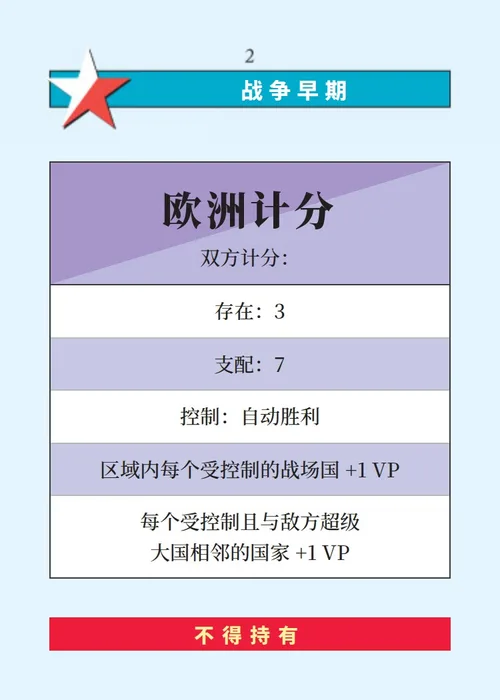 2
战争早期
欧洲计分
双方计分：
存在：3
支配：7
控制：自动胜利
区域内每个受控制的战场国 +1 VP
每个受控制且与敌方超级
大国相邻的国家 +1 VP
不得持有